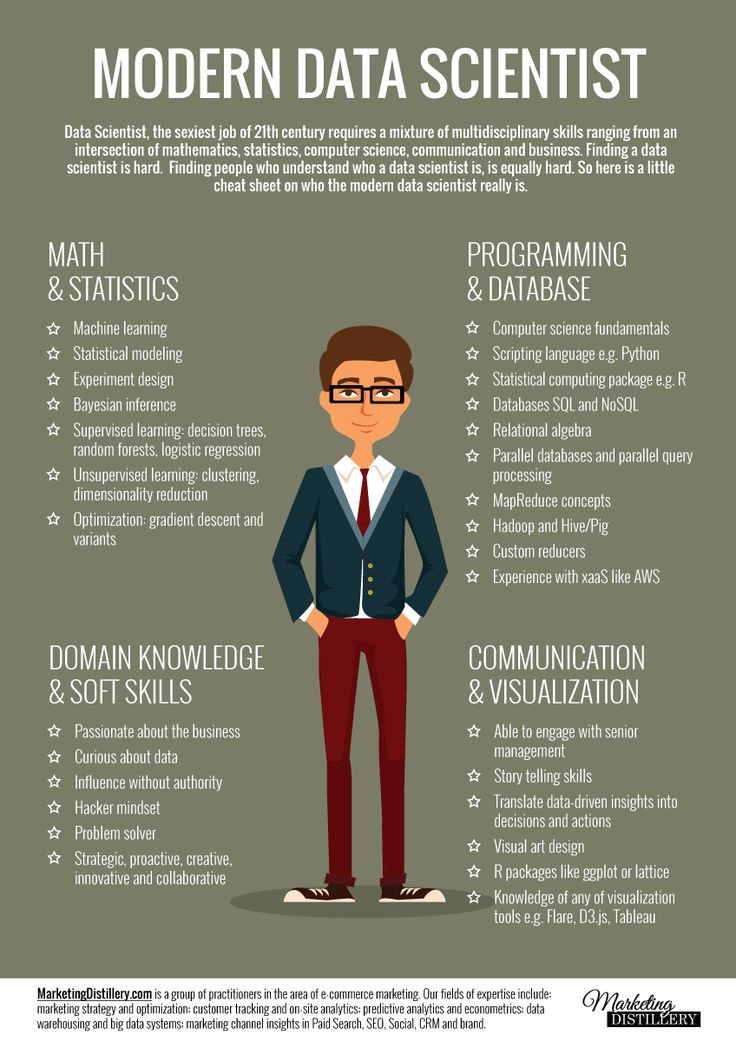 MODERN DATA SCIENTIST
Data Scientist, the sexiest job of 21th century requires a mixture of multidisciplinary skills ranging from an
intersection of mathematics, statistics, computer science, communication and business. Finding a data
scientist is hard. Finding people who understand who a data scientist is, is equally hard. So here is a little
cheat sheet on who the modern data scientist really is.
MATH
& STATISTICS
Machine learning
Statistical modeling
Experiment design
Bayesian inference
Supervised learning: decision trees,
random forests, logistic regression
Unsupervised learning: clustering,
dimensionality reduction
Optimization: gradient descent and
variants
PROGRAMMING
& DATABASE
Computer science fundamentals
Scripting language e.g. Python
Statistical computing package e.g. R
Databases SQL and NoSQL
Relational algebra
Parallel databases and parallel query
processing
MapReduce concepts
Hadoop and Hive/Pig
Custom reducers
Experience with xaaS like AWS
DOMAIN KNOWLEDGE
& SOFT SKILLS
Passionate about the business
Curious about data
Influence without authority
Hacker mindset
Problem solver
Strategic, proactive, creative,
innovative and collaborative
COMMUNICATION
& VISUALIZATION
Able to engage with senior
management
Story telling skills
Translate data-driven insights into
decisions and actions
Visual art design
R packages like ggplot or lattice
Knowledge of any of visualization
tools e.g. Flare, D3.js, Tableau
MarketingDistillery.com is a group of practitioners in the area of e-commerce marketing. Our fields of expertise include:
marketing strategy and optimization: customer tracking and on-site analytics: predictive analytics and econometrics: data
warehousing and big data systems: marketing channel insights in Paid Search, SEO, Social, CRM and brand.
Marketing
DISTILLERY